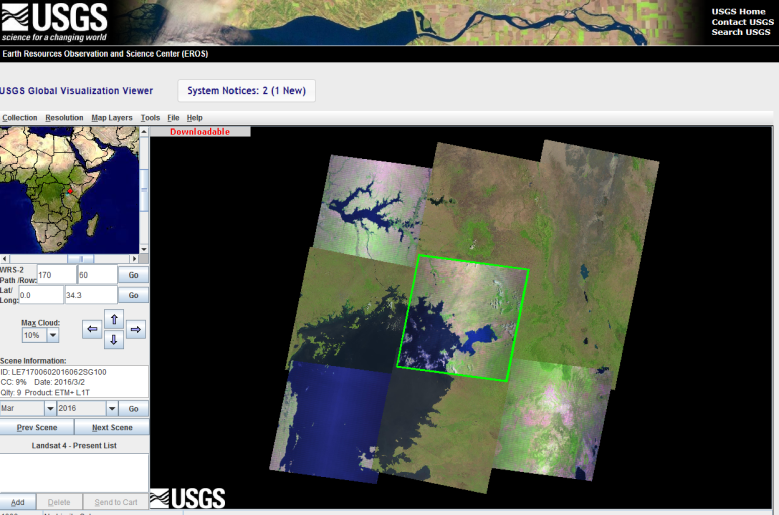 USGS
science for a changing world
USGS Home
Contact USGS
Search USGS
Earth Resources Observation and Science Center (EROS)
USGS Global Visualization Viewer
System Notices: 2 (1 New)
Collection Resolution Map Layers Tools File Help
Downloadable
WRS-2
Path /Row: 170 60 Go
Lat/
Long: 0.0 34.3 Go
Max Cloud:
10%
Scene Information:
ID: LE71700602016062SG100
CC: 9% Date: 2016/3/2
Qlty: 9 Product: ETM+ L1T
Mar 2016 Go
Prev Scene Next Scene
Landsat 4 - Present List
Add Delete Send to Cart
USGS